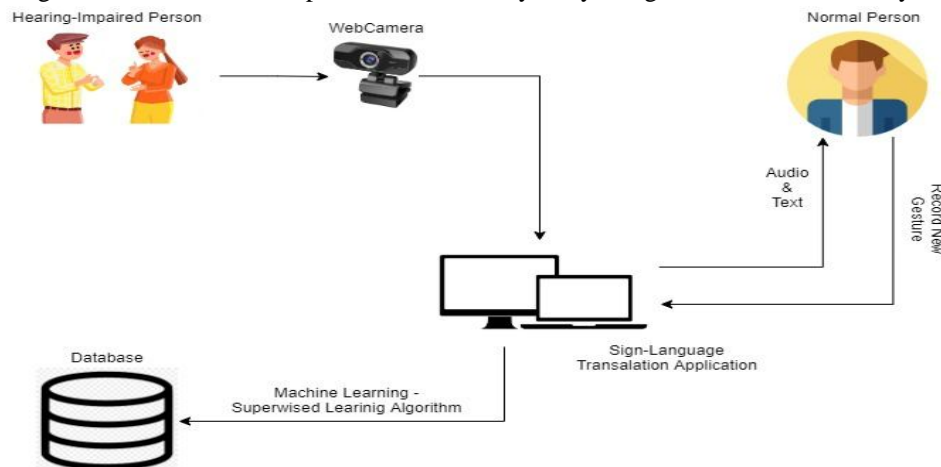 Hearing-Impaired Person
WebCamera
Normal Person
Audio
&
Text
Record New
Gesture
Sign-Language
Transalation Application
Database
Machine Learning -
Superwised Learinig Algorithm